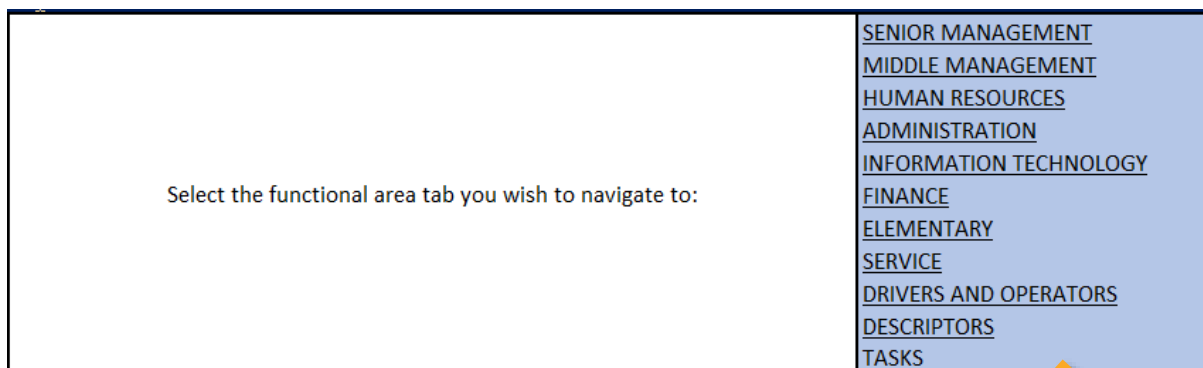 Select the functional area tab you wish to navigate to:
SENIOR MANAGEMENT
MIDDLE MANAGEMENT
HUMAN RESOURCES
ADMINISTRATION
INFORMATION TECHNOLOGY
FINANCE
ELEMENTARY
SERVICE
DRIVERS AND OPERATORS
DESCRIPTORS
TASKS